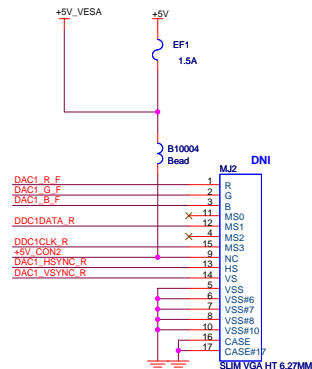 +5V_VESA
+5V
EF1
1.5A
B10004
Bead
DNI
MJ2
DAC1_R_F 1 R
DAC1_G_F 2 G
DAC1_B_F 3 B
11 MS0
DDC1DATA_R 12 MS1
4 MS2
DDC1CLK_R 15 MS3
+5V_CON2 9 NC
DAC1_HSYNC_R 13 HS
DAC1_VSYNC_R 14 VS
5 VSS
6 VSS#6
7 VSS#7
8 VSS#8
10 VSS#10
16 CASE
17 CASE#17
SLIM VGA HT 6.27MM